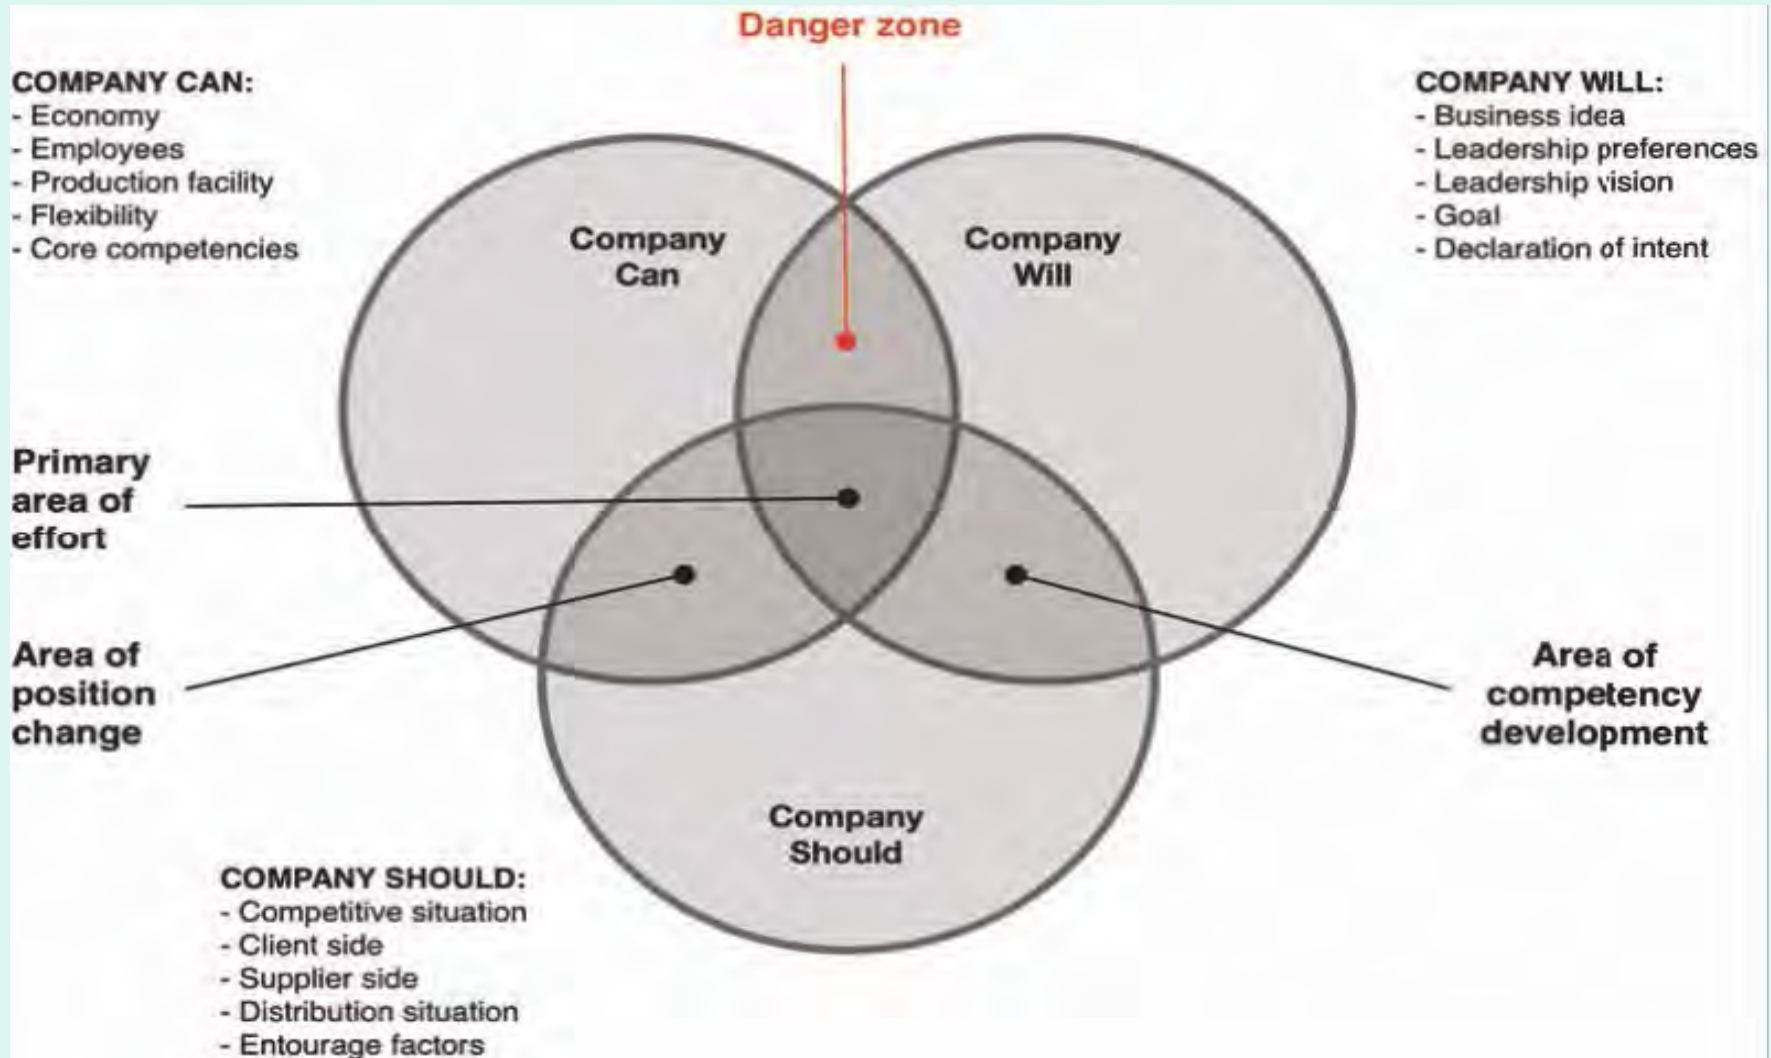 Danger zone
COMPANY CAN:
- Economy
- Employees
- Production facility
- Flexibility
- Core competencies
COMPANY WILL:
- Business idea
- Leadership preferences
- Leadership vision
- Goal
- Declaration of intent
Company
Can
Company
Will
Primary
area of
effort
Area of
position
change
Area of
competency
development
Company
Should
COMPANY SHOULD:
- Competitive situation
- Client side
- Supplier side
- Distribution situation
- Entourage factors